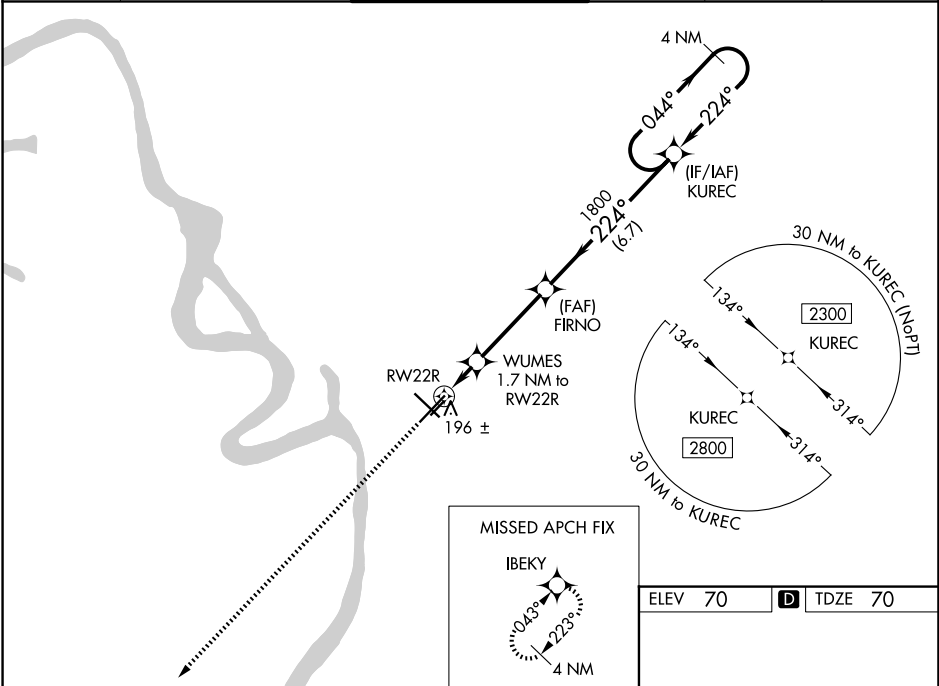 4 NM
044°
224°
(IF/IAF)
KUREC
1800
224°
(6.7)
(FAF)
FIRNO
WUMES
1.7 NM to
RW22R
RW22R
196 ±
30 NM to KUREC (NoPT)
134°
2300
KUREC
314°
134°
KUREC
2800
314°
30 NM to KUREC
MISSED APCH FIX
IBEKY
043°
223°
4 NM
ELEV 70 D TDZE 70